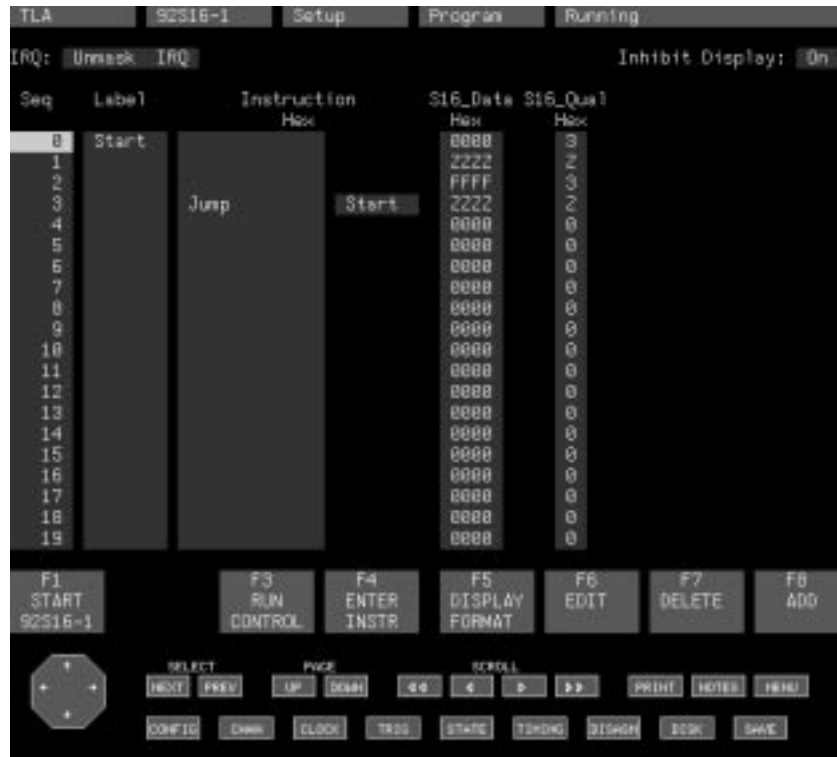 TLA 92S16-1 Setup Program Running
IRQ: Unmask IRQ Inhibit Display: On
Seq Label Instruction S16_Data S16_Qual
Hex Hex Hex
0 Start 0000 3
1 ZZZZ Z
2 FFFF 3
3 Jump Start ZZZZ Z
4 0000 0
5 0000 0
6 0000 0
7 0000 0
8 0000 0
9 0000 0
10 0000 0
11 0000 0
12 0000 0
13 0000 0
14 0000 0
15 0000 0
16 0000 0
17 0000 0
18 0000 0
19 0000 0
F1 F3 F4 F5 F6 F7 F8
START RUN ENTER DISPLAY EDIT DELETE ADD
92S16-1 CONTROL INSTR FORMAT
SELECT PAGE SCROLL
NEXT PREV UP DOWN PRINT NOTES MENU
CONFIG CHAN CLOCK TRIG STATE TIMING DISASM DISK SAVE